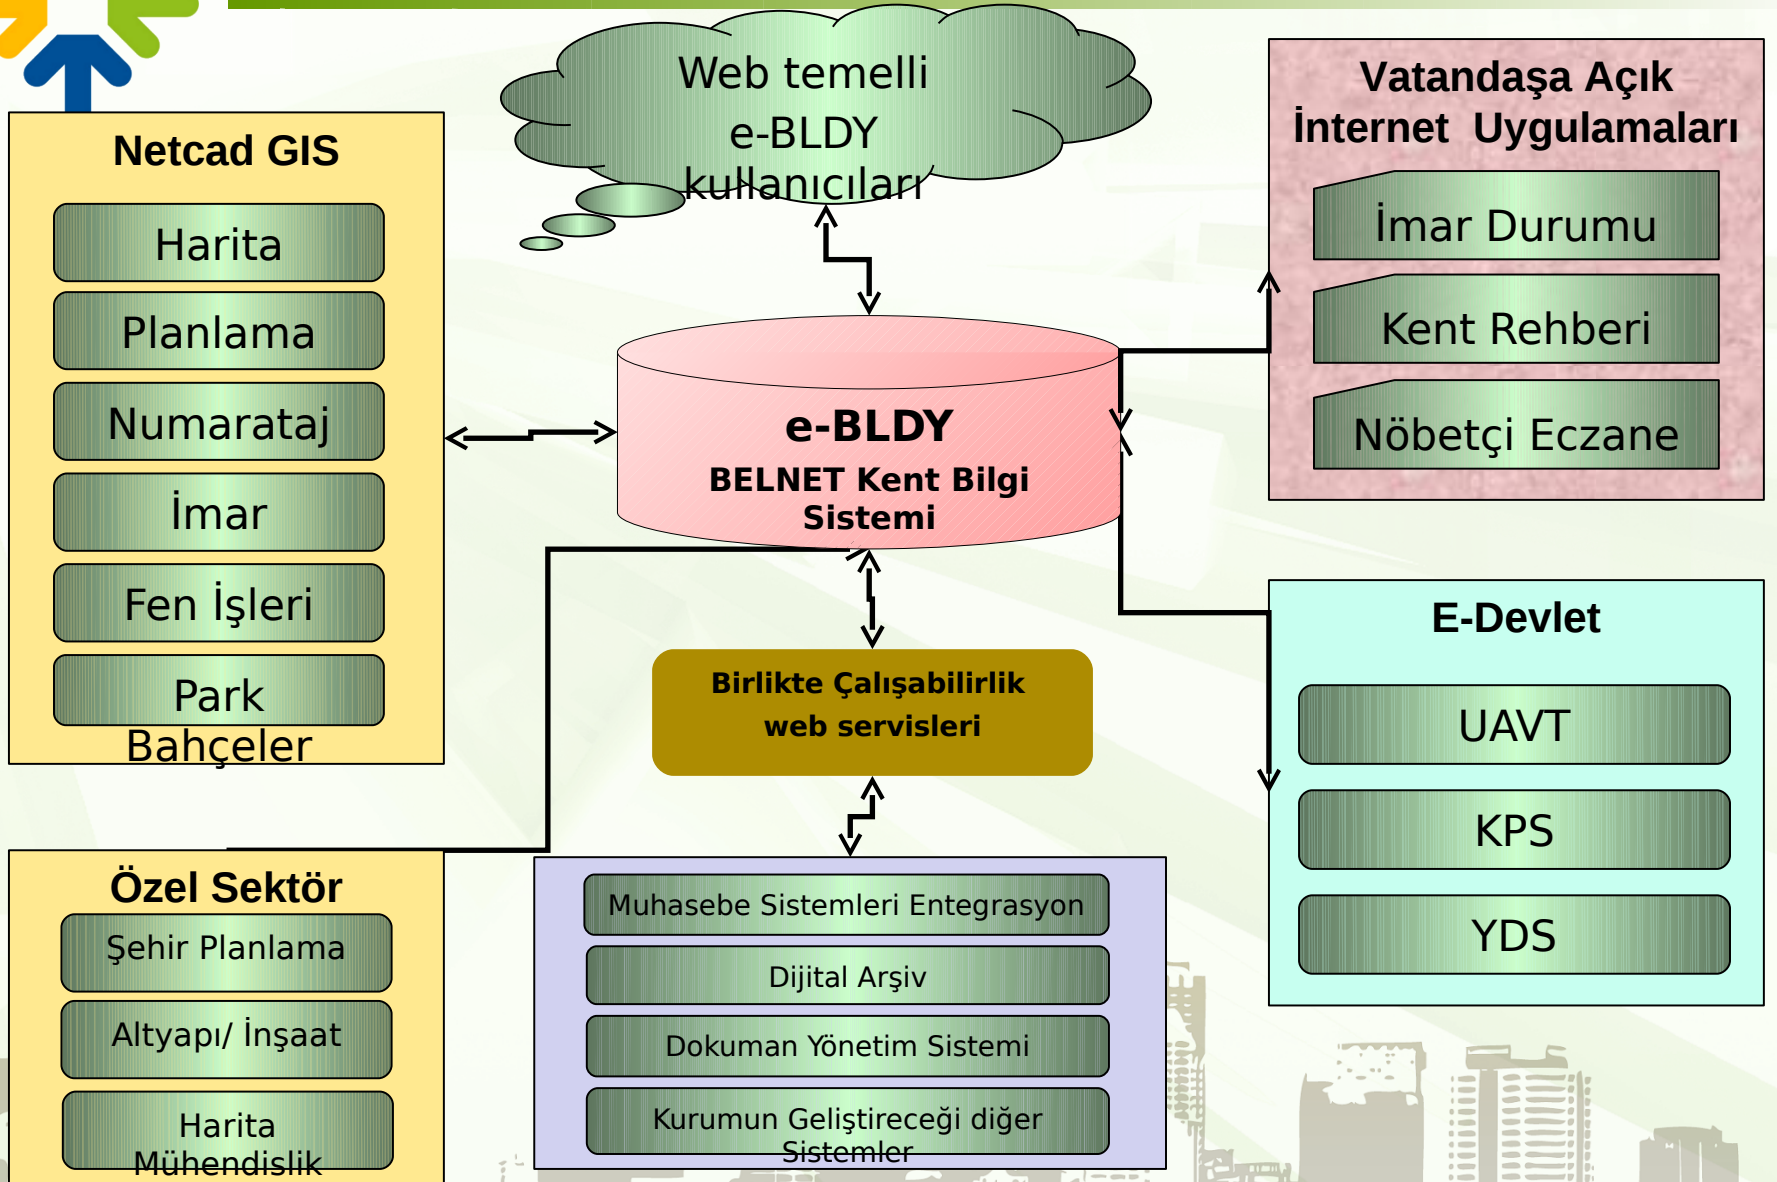 Web temelli
e-BLDY
kullanıcıları
Vatandaşa Açık
İnternet  Uygulamaları
İmar Durumu
Kent Rehberi
Nöbetçi Eczane
Netcad GIS
Harita
Planlama
Numarataj
İmar
Fen İşleri
Park
Bahçeler
e-BLDY
BELNET Kent Bilgi
Sistemi
Birlikte Çalışabilirlik
web servisleri
E-Devlet
UAVT
KPS
YDS
Özel Sektör
Şehir Planlama
Altyapı/ İnşaat
Harita
Mühendislik
Muhasebe Sistemleri Entegrasyon
Dijital Arşiv
Dokuman Yönetim Sistemi
Kurumun Geliştireceği diğer
Sistemler